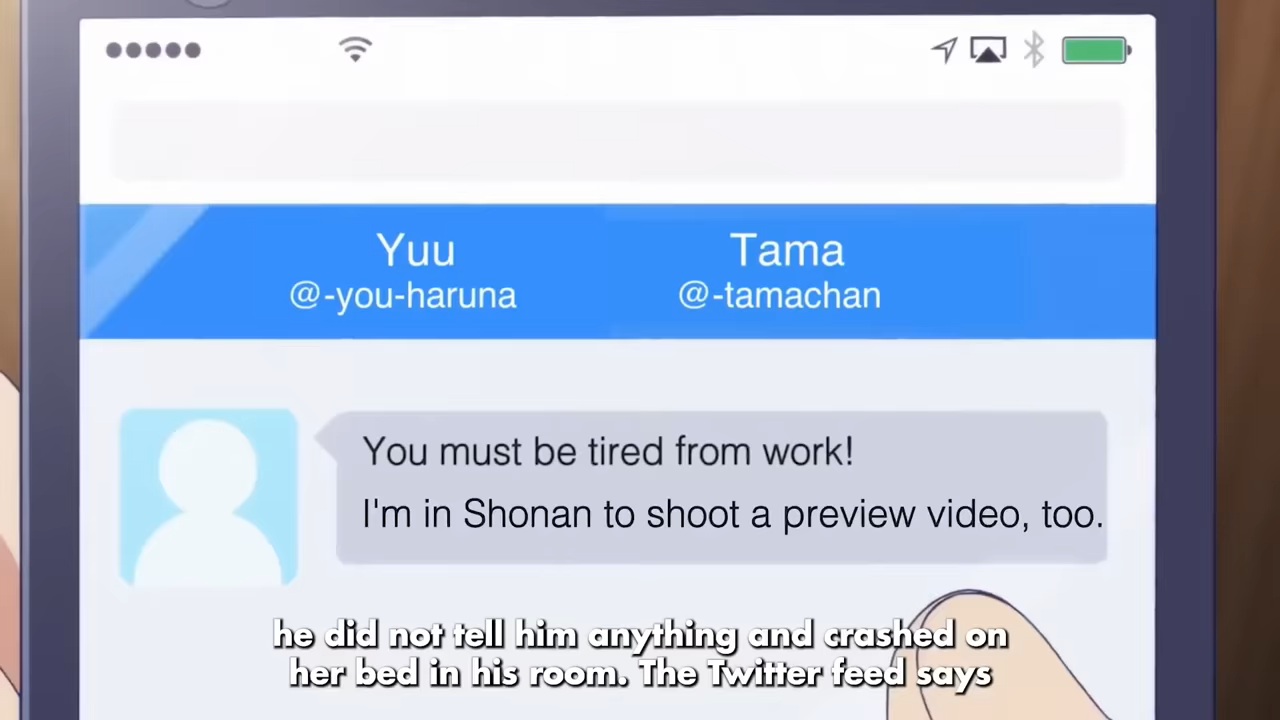 Yuu Tama
@-you-haruna @-tamachan
You must be tired from work!
I'm in Shonan to shoot a preview video, too.
he did not tell him anything and crashed on
her bed in his room. The Twitter feed says